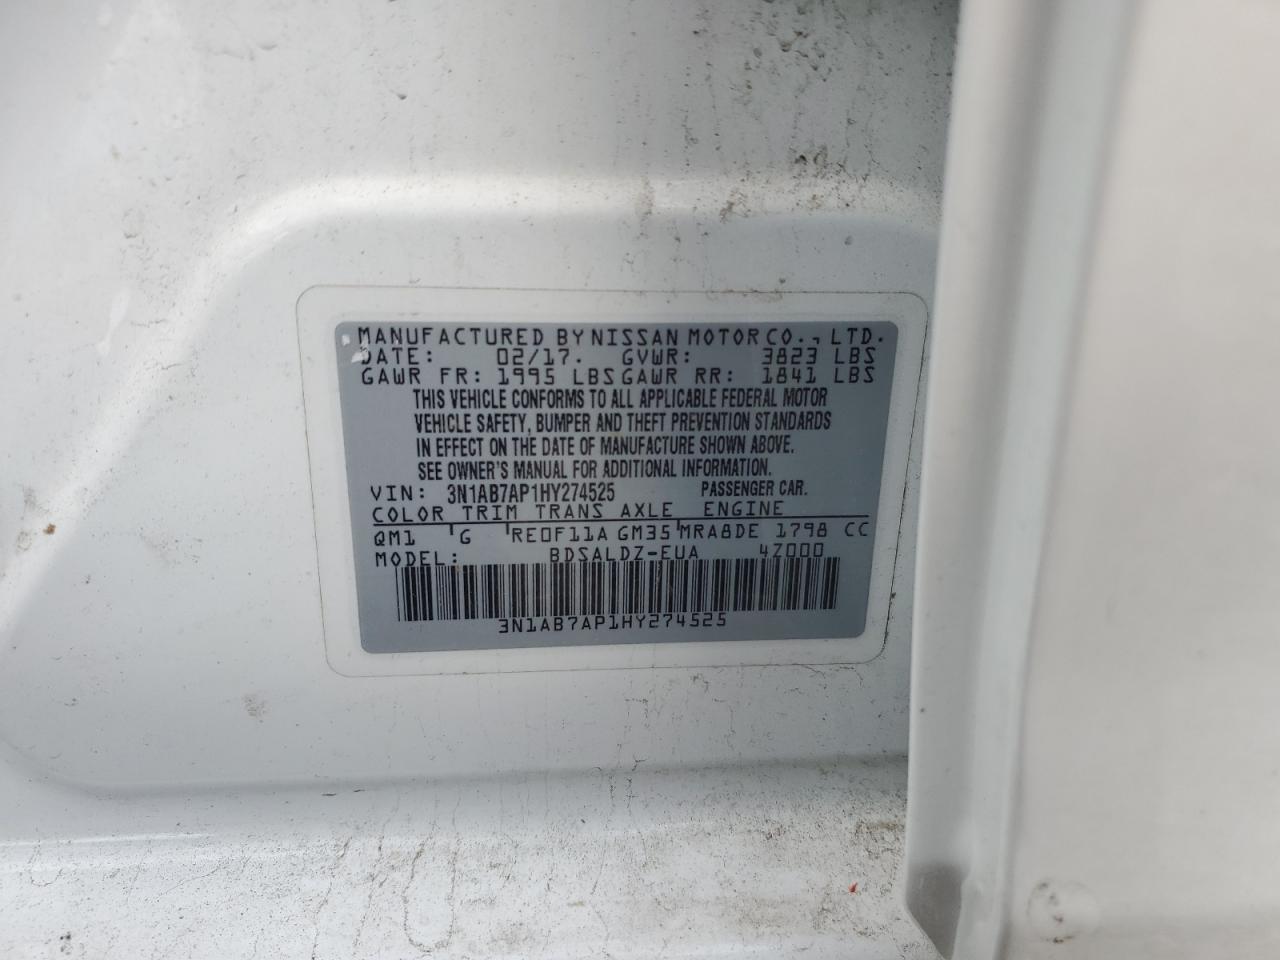 MANUFACTURED BY NISSAN MOTOR CO., LTD.
DATE: 02/17. GVWR: 3823 LBS
GAWR FR: 1995 LBS GAWR RR: 1841 LBS
THIS VEHICLE CONFORMS TO ALL APPLICABLE FEDERAL MOTOR
VEHICLE SAFETY, BUMPER AND THEFT PREVENTION STANDARDS
IN EFFECT ON THE DATE OF MANUFACTURE SHOWN ABOVE.
SEE OWNER'S MANUAL FOR ADDITIONAL INFORMATION.
VIN: 3N1AB7AP1HY274525 PASSENGER CAR.
COLOR TRIM TRANS AXLE ENGINE
QM1 G RE0F11A GM35 MRA8DE 1798 CC
MODEL: BDSALDZ-EUA 4Z000
3N1AB7AP1HY274525